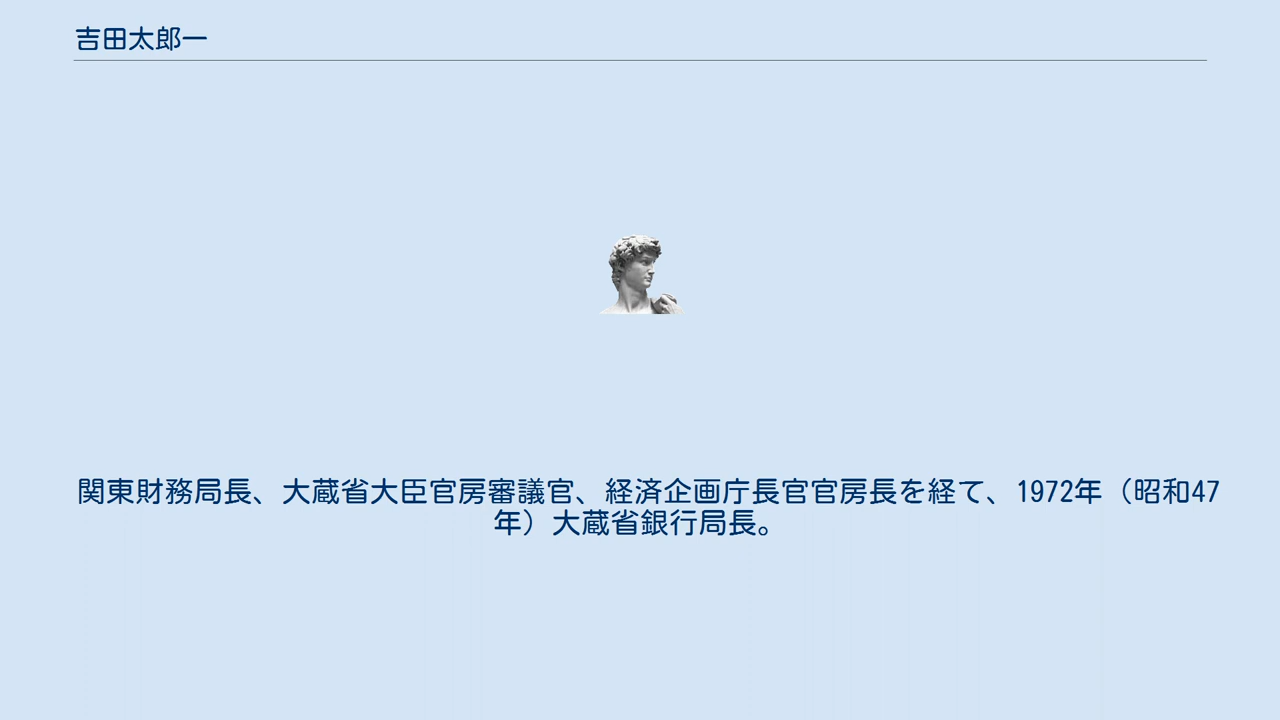 吉田太郎一
関東財務局長、大蔵省大臣官房審議官、経済企画庁長官官房長を経て、1972年（昭和47
年）大蔵省銀行局長。